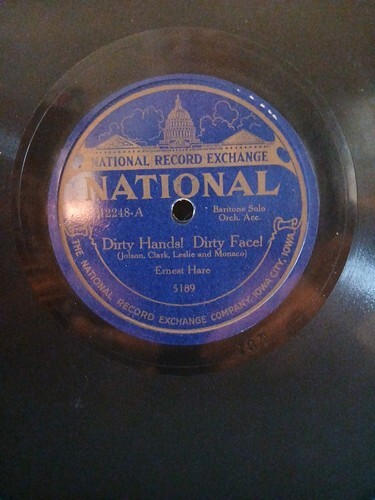 NATIONAL RECORD EXCHANGE
NATIONAL
12248-A
Baritone Solo
Orch. Acc.
Dirty Hands! Dirty Face!
(Jolson, Clark, Leslie and Monaco)
Ernest Hare
5189
THE NATIONAL RECORD EXCHANGE COMPANY, IOWA CITY, IOWA